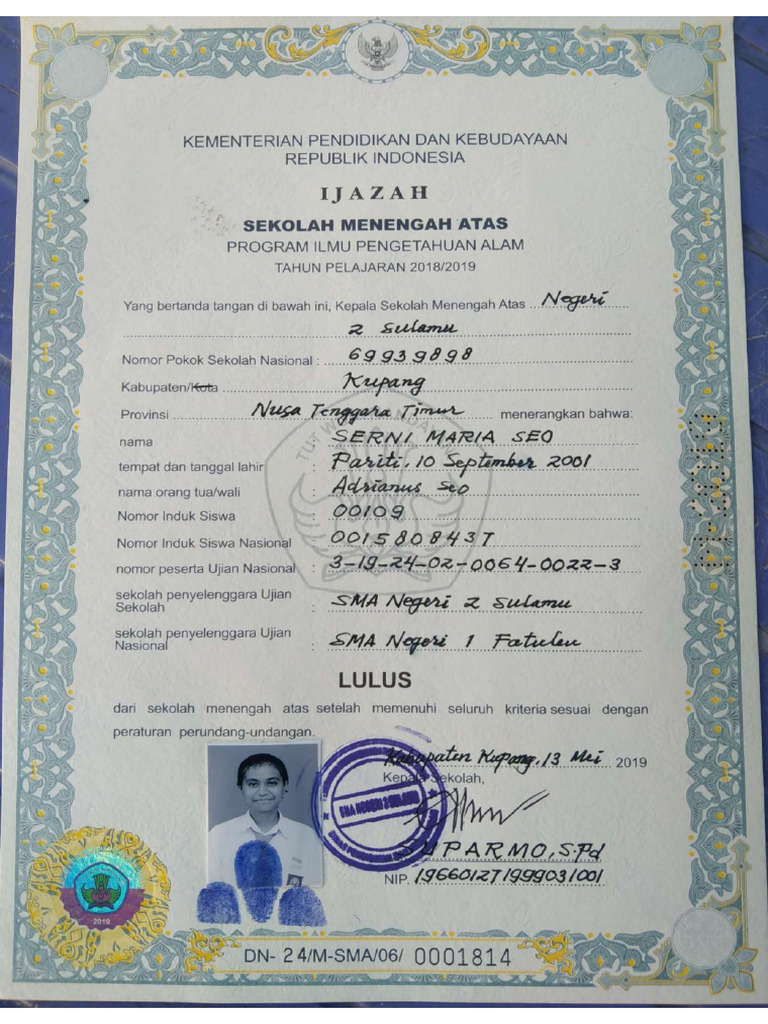 KEMENTERIAN PENDIDIKAN DAN KEBUDAYAAN
REPUBLIK INDONESIA
IJAZAH
SEKOLAH MENENGAH ATAS
PROGRAM ILMU PENGETAHUAN ALAM
TAHUN PELAJARAN 2018/2019
Yang bertanda tangan di bawah ini, Kepala Sekolah Menengah Atas Negeri
2 Sulamu
Nomor Pokok Sekolah Nasional : 69939898
Kabupaten/Kota Kupang
Provinsi Nusa Tenggara Timur menerangkan bahwa:
nama : SERNI MARIA SEO
tempat dan tanggal lahir : Pariti, 10 September 2001
nama orang tua/wali : Adrianus Seo
Nomor Induk Siswa : 00109
Nomor Induk Siswa Nasional : 0015808437
nomor peserta Ujian Nasional : 3-19-24-02-0064-0022-3
sekolah penyelenggara Ujian
Sekolah : SMA Negeri 2 Sulamu
sekolah penyelenggara Ujian
Nasional : SMA Negeri 1 Fatuleu
LULUS
dari sekolah menengah atas setelah memenuhi seluruh kriteria sesuai dengan
peraturan perundang-undangan.
Kabupaten Kupang, 13 Mei 2019
Kepala Sekolah,
SMA NEGERI 2 SULAMU
SUPARMO, S.Pd
NIP. 196601271999031001
2019
DN- 24/M-SMA/06/ 0001814